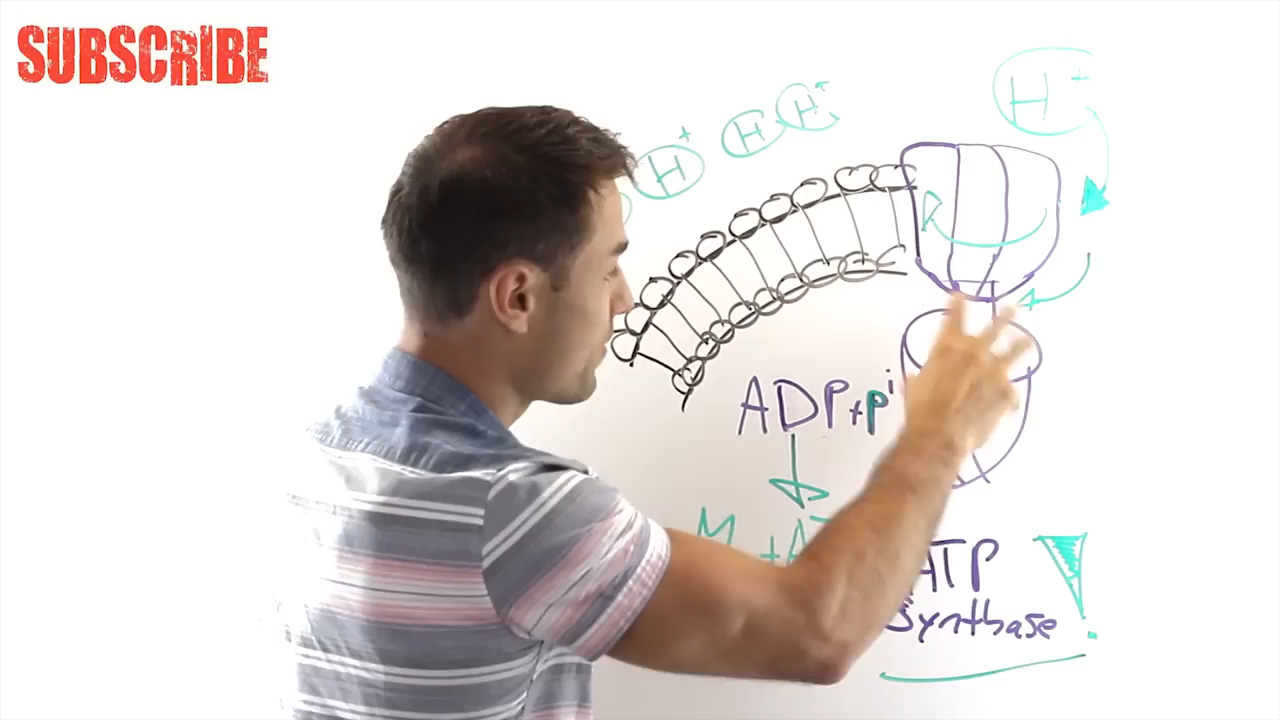 SUBSCRIBE
H+
H+
H
H+
ADP+Pi
ATP
Synthase